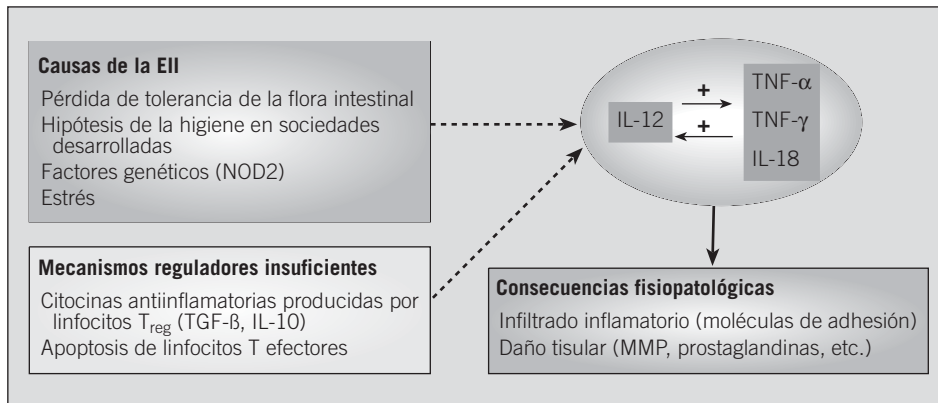 Causas de la EII
Pérdida de tolerancia de la flora intestinal
Hipótesis de la higiene en sociedades
desarrolladas
Factores genéticos (NOD2)
Estrés
Mecanismos reguladores insuficientes
Citocinas antiinflamatorias producidas por
linfocitos Treg (TGF-ß, IL-10)
Apoptosis de linfocitos T efectores
IL-12
+
+
TNF-α
TNF-γ
IL-18
Consecuencias fisiopatológicas
Infiltrado inflamatorio (moléculas de adhesión)
Daño tisular (MMP, prostaglandinas, etc.)